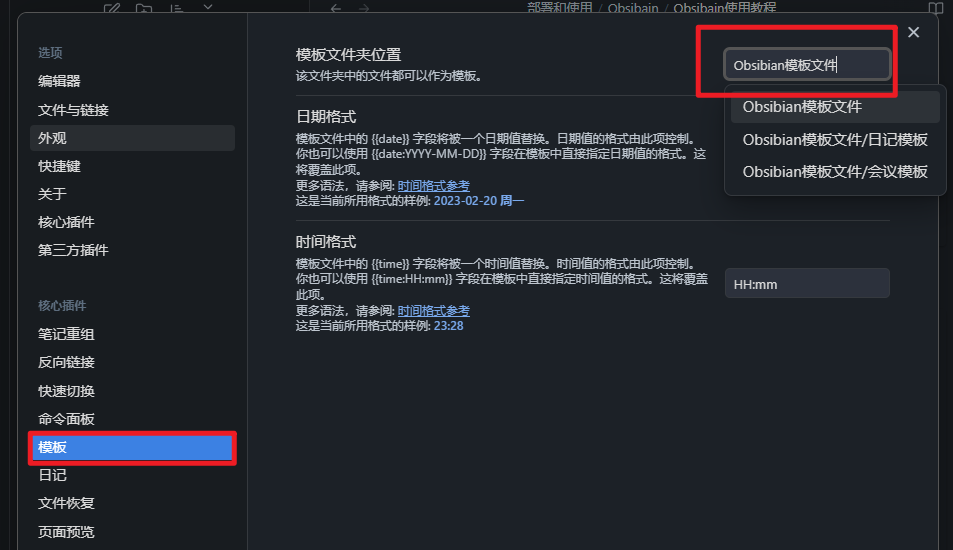 部署和使用 / Obsibain / Obsibain使用教程
选项
编辑器
文件与链接
外观
快捷键
关于
核心插件
第三方插件
核心插件
笔记重组
反向链接
快速切换
命令面板
模板
日记
文件恢复
页面预览
模板文件夹位置
该文件夹中的文件都可以作为模板。
Obsibian模板文件
Obsibian模板文件
Obsibian模板文件/日记模板
Obsibian模板文件/会议模板
日期格式
模板文件中的 {{date}} 字段将被一个日期值替换。日期值的格式由此项控制。
你也可以使用 {{date:YYYY-MM-DD}} 字段在模板中直接指定日期值的格式。这
将覆盖此项。
更多语法，请参阅: 时间格式参考
这是当前所用格式的样例: 2023-02-20 周一
时间格式
模板文件中的 {{time}} 字段将被一个时间值替换。时间值的格式由此项控制。
你也可以使用 {{time:HH:mm}} 字段在模板中直接指定时间值的格式。这将覆盖
此项。
更多语法，请参阅: 时间格式参考
这是当前所用格式的样例: 23:28
HH:mm